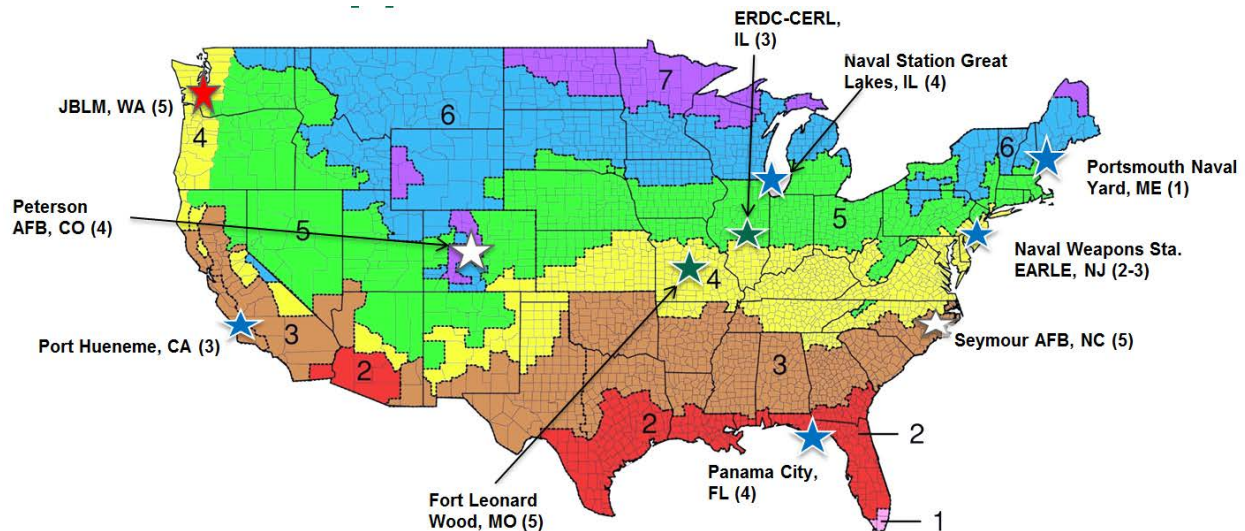 ERDC-CERL,
IL (3)
Naval Station Great
Lakes, IL (4)
7
JBLM, WA (5)
6
4
6
Portsmouth Naval
Yard, ME (1)
Peterson
AFB, CO (4)
5
5
Naval Weapons Sta.
EARLE, NJ (2-3)
4
Port Hueneme, CA (3)
3
Seymour AFB, NC (5)
2
3
2
2
Panama City,
FL (4)
Fort Leonard
Wood, MO (5)
1